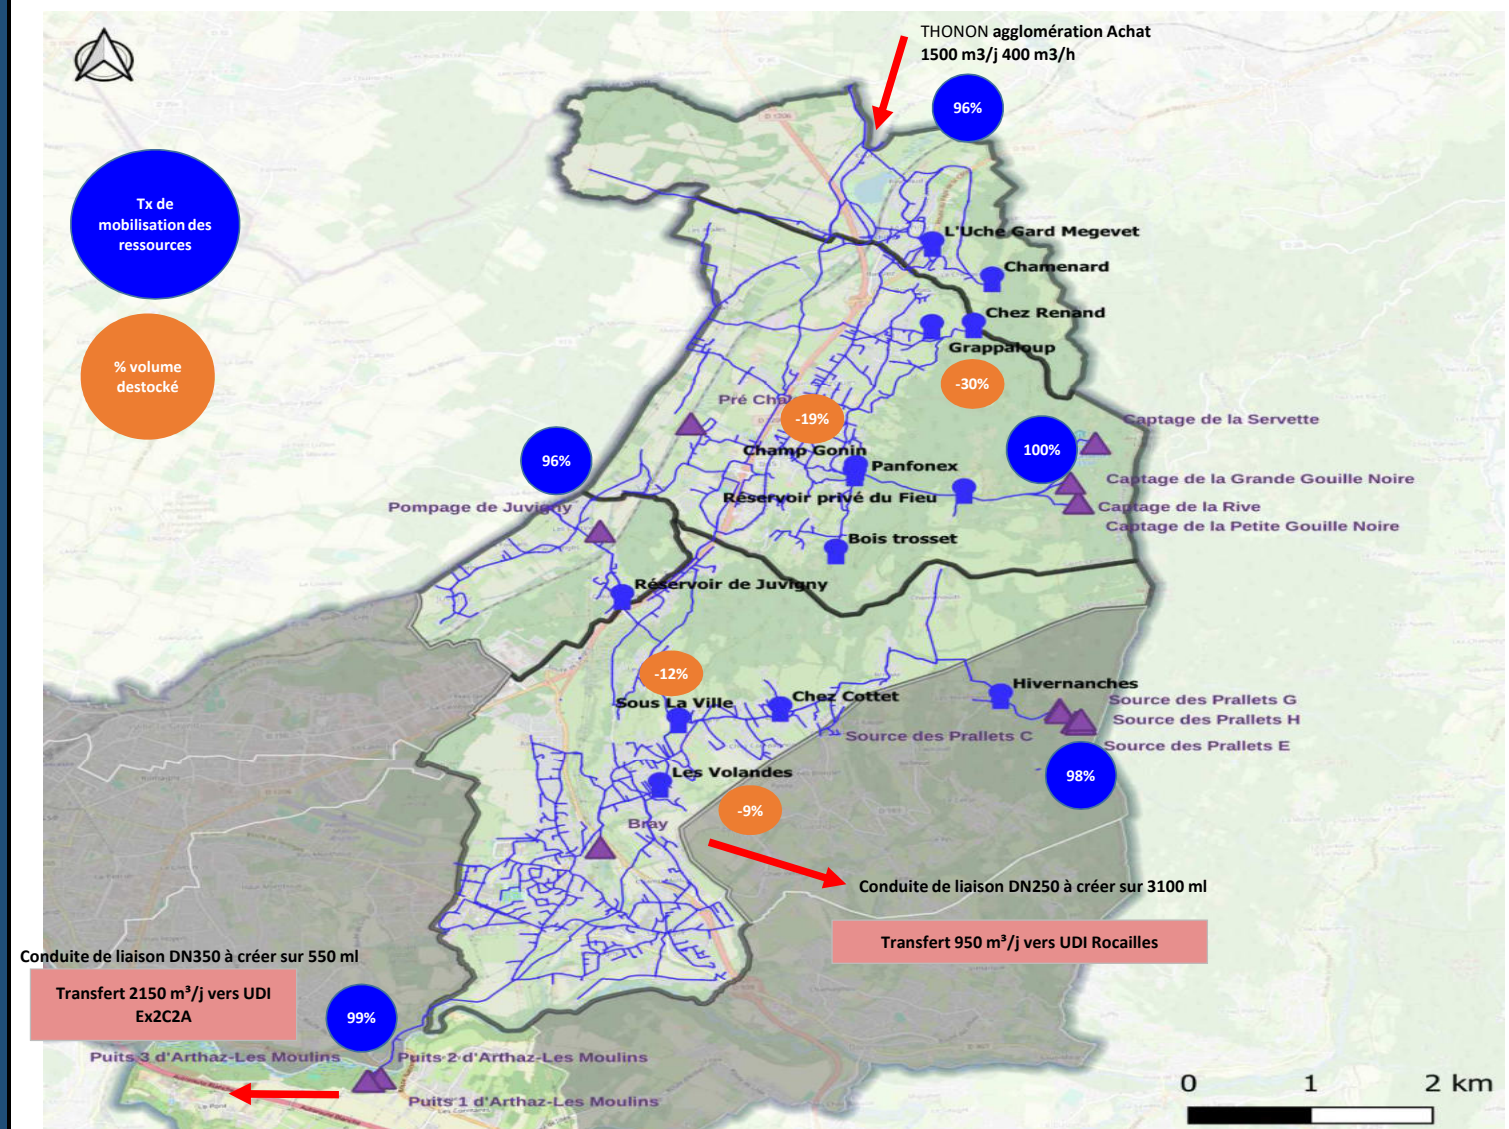 THONON agglomération Achat
1500 m3/j 400 m3/h
96%
Tx de
mobilisation des
ressources
L'Uche Gard Megevet
Chamenard
Chez Renand
Grappaloup
% volume
destocké
-30%
Pré Cha
-19%
Captage de la Servette
Champ Gonin
100%
96%
Panfonex
Captage de la Grande Gouille Noire
Réservoir privé du Fieu
Captage de la Rive
Pompage de Juvigny
Captage de la Petite Gouille Noire
Bois trosset
Réservoir de Juvigny
-12%
Hivernanches
Chez Cottet
Sous La Ville
Source des Prallets G
Source des Prallets H
Source des Prallets C
Source des Prallets E
Les Volandes
98%
-9%
Bray
Conduite de liaison DN250 à créer sur 3100 ml
Transfert 950 m³/j vers UDI Rocailles
Conduite de liaison DN350 à créer sur 550 ml
Transfert 2150 m³/j vers UDI
Ex2C2A
99%
Puits 3 d'Arthaz-Les Moulins
Puits 2 d'Arthaz-Les Moulins
Puits 1 d'Arthaz-Les Moulins
0 1 2 km